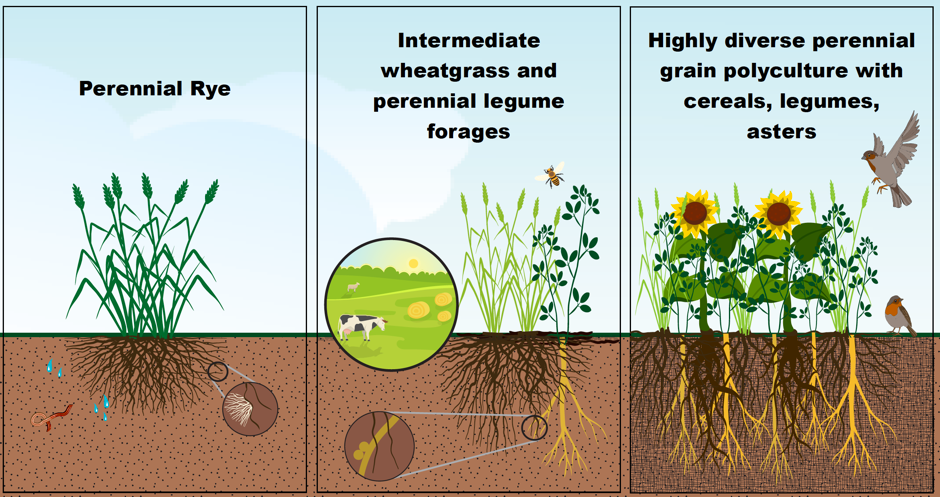 Perennial Rye
Intermediate
wheatgrass and
perennial legume
forages
Highly diverse perennial
grain polyculture with
cereals, legumes,
asters